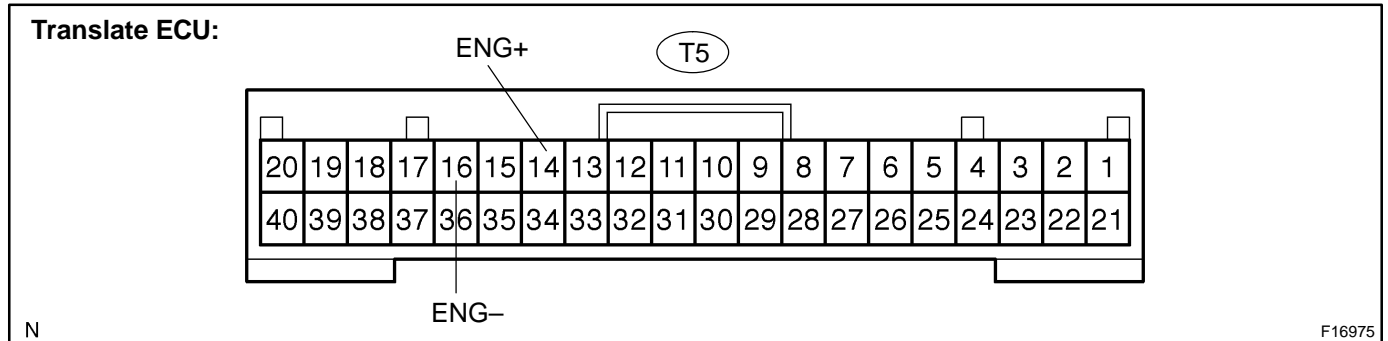 Translate ECU:
ENG+
T5
20 19 18 17 16 15 14 13 12 11 10 9 8 7 6 5 4 3 2 1
40 39 38 37 36 35 34 33 32 31 30 29 28 27 26 25 24 23 22 21
ENG–
N
F16975